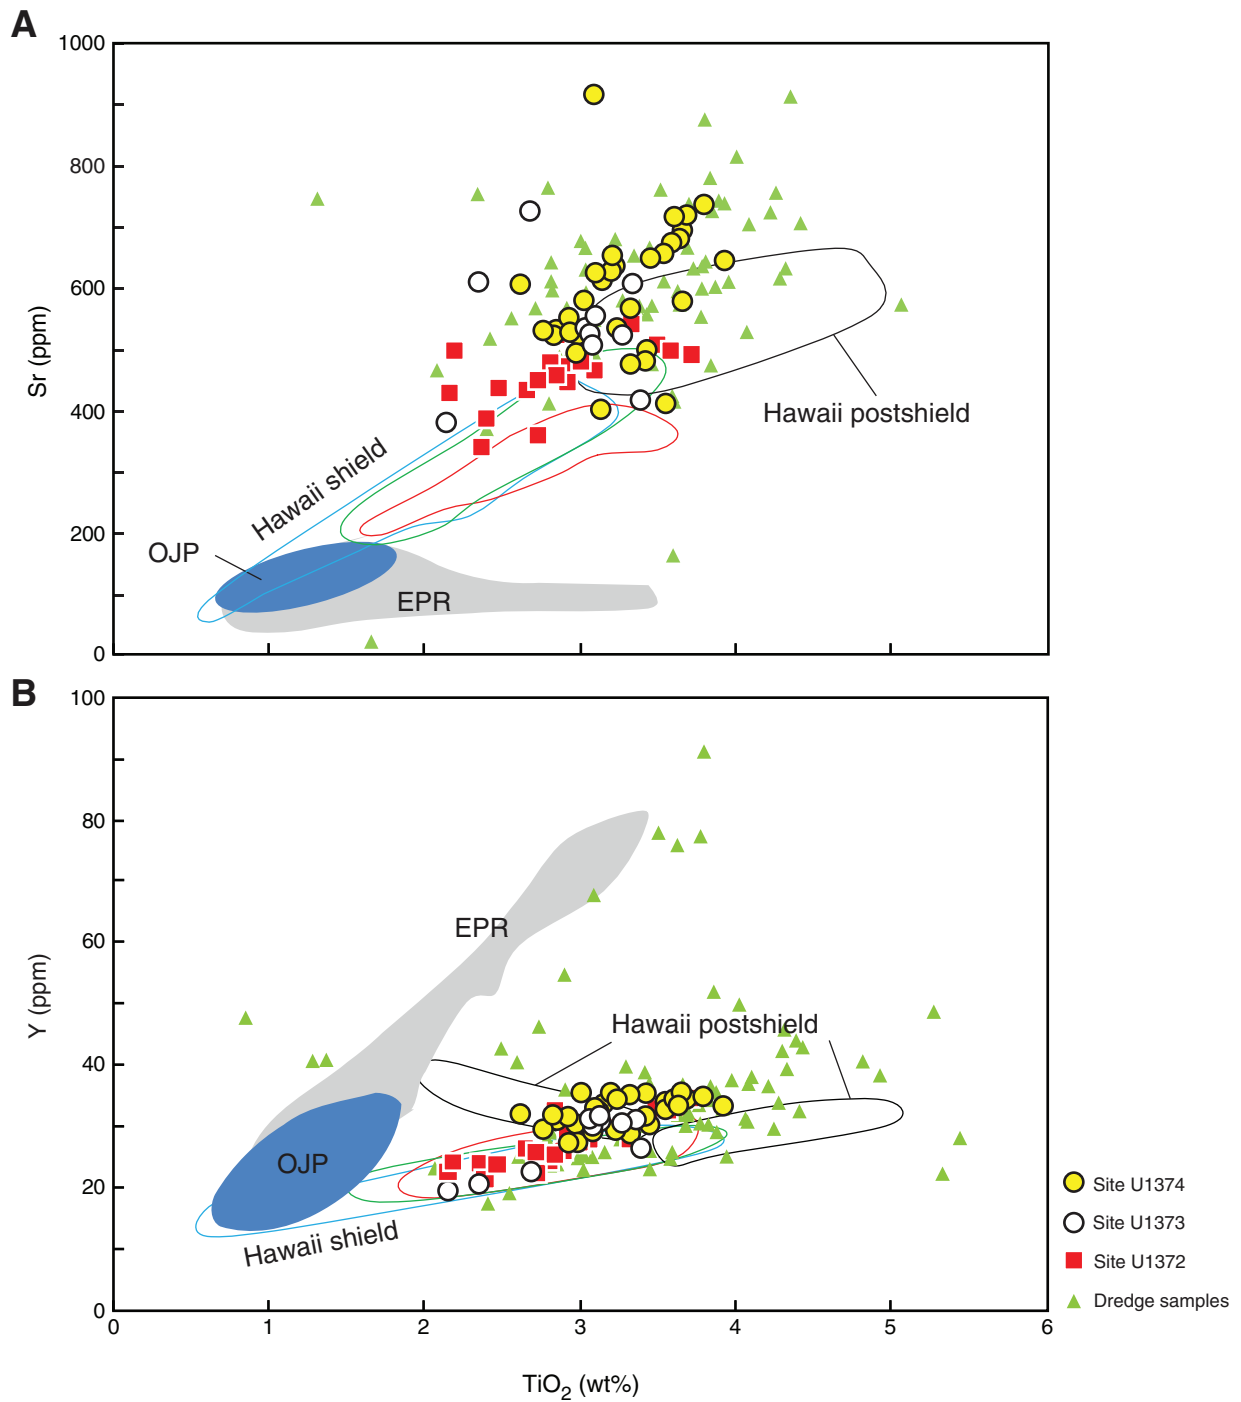 A
1000
800
600
400
200
0
Sr (ppm)
Hawaii postshield
Hawaii shield
OJP
EPR
B
100
80
60
40
20
0
Y (ppm)
EPR
Hawaii postshield
OJP
Hawaii shield
Site U1374
Site U1373
Site U1372
Dredge samples
0 1 2 3 4 5 6
TiO2 (wt%)